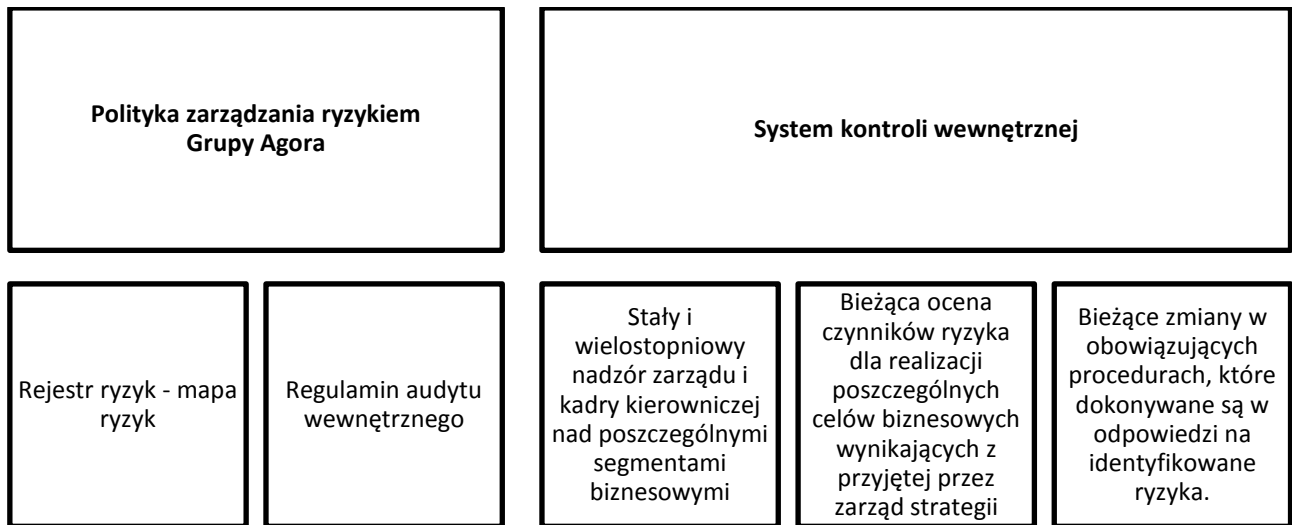 Polityka zarządzania ryzykiem
Grupy Agora
System kontroli wewnętrznej
Rejestr ryzyk - mapa
ryzyk
Regulamin audytu
wewnętrznego
Stały i
wielostopniowy
nadzór zarządu i
kadry kierowniczej
nad poszczególnymi
segmentami
biznesowymi
Bieżąca ocena
czynników ryzyka
dla realizacji
poszczególnych
celów biznesowych
wynikających z
przyjętej przez
zarząd strategii
Bieżące zmiany w
obowiązujących
procedurach, które
dokonywane są w
odpowiedzi na
identyfikowane
ryzyka.